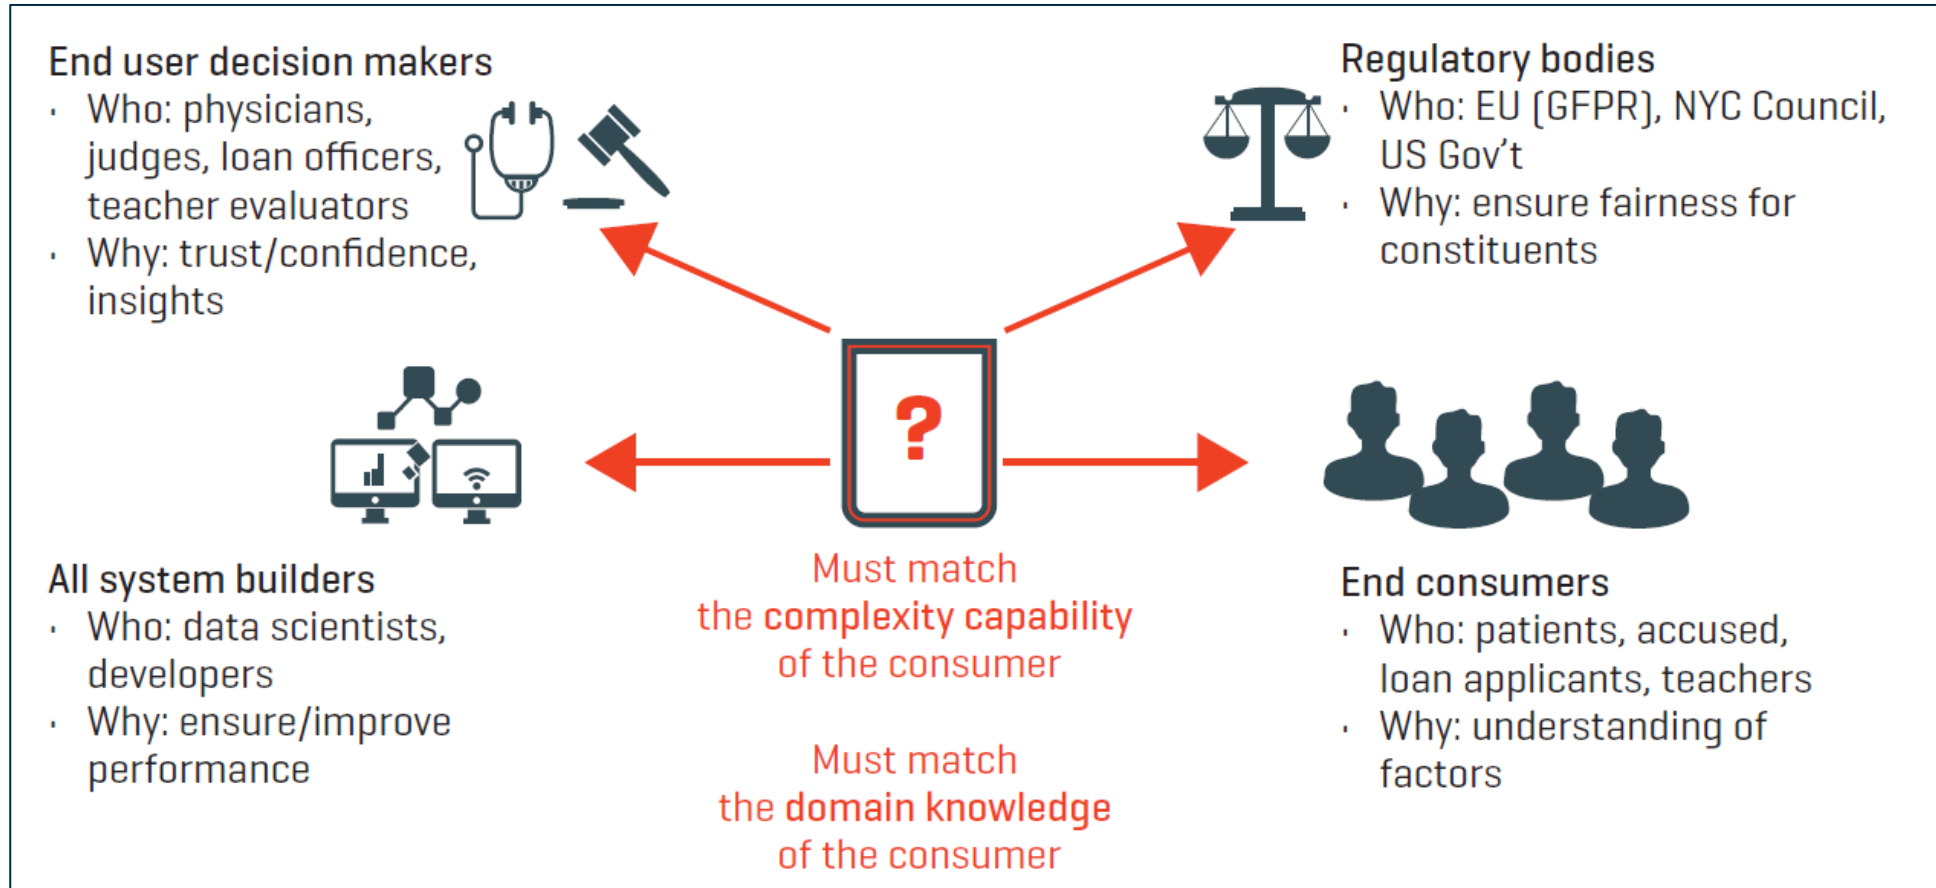 End user decision makers
· Who: physicians,
judges, loan officers,
teacher evaluators
· Why: trust/confidence,
insights
Regulatory bodies
· Who: EU (GFPR), NYC Council,
US Gov't
· Why: ensure fairness for
constituents
?
All system builders
· Who: data scientists,
developers
· Why: ensure/improve
performance
Must match
the complexity capability
of the consumer
Must match
the domain knowledge
of the consumer
End consumers
· Who: patients, accused,
loan applicants, teachers
· Why: understanding of
factors